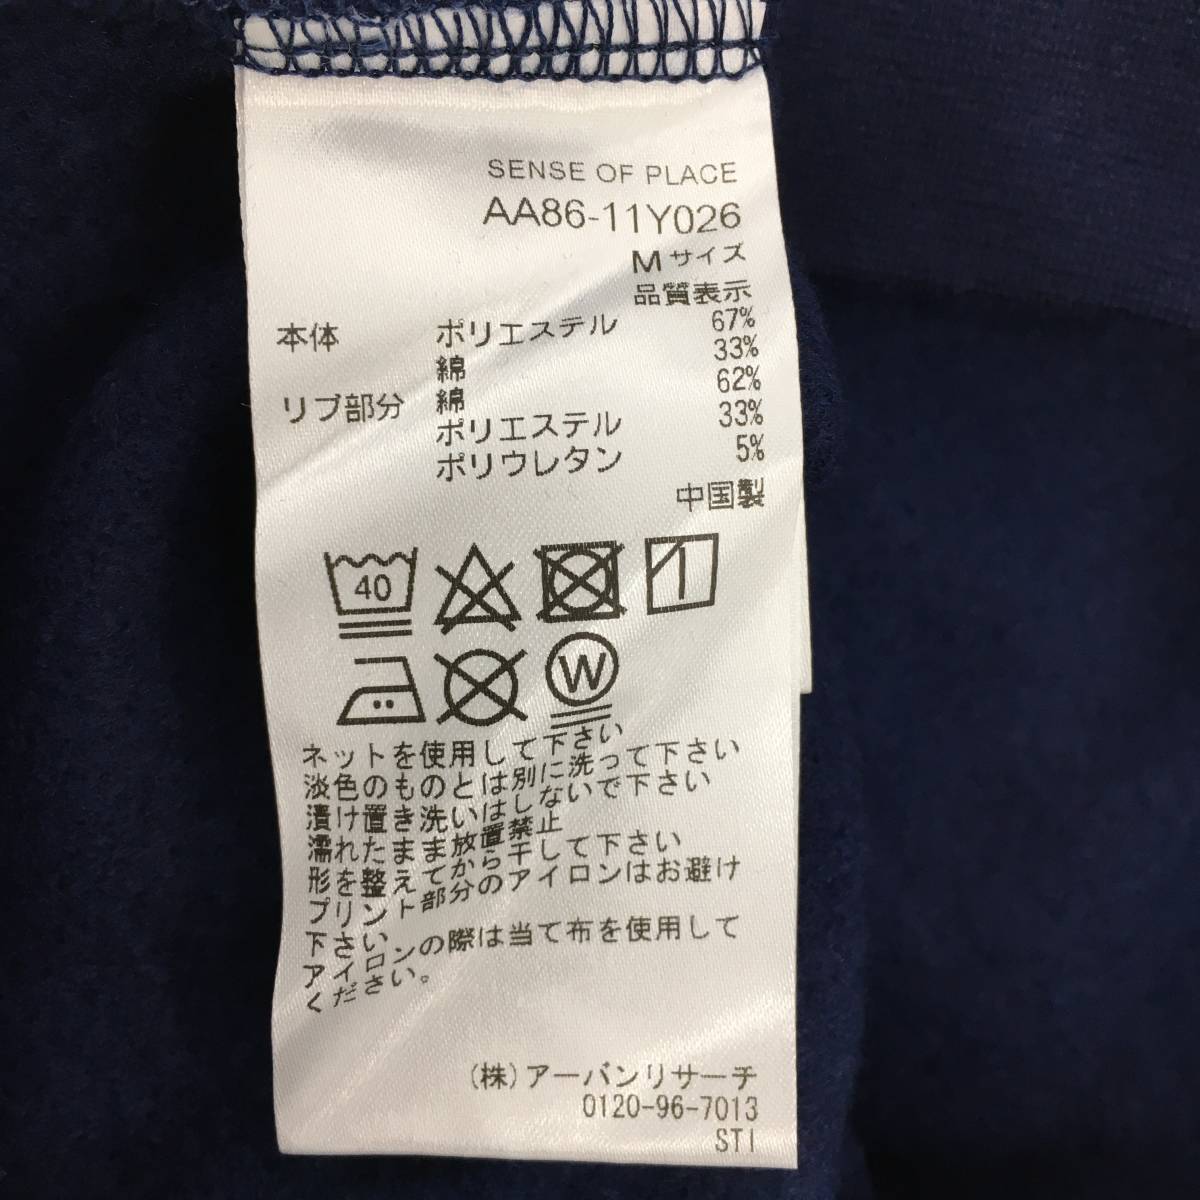 SENSE OF PLACE
AA86-11Y026
Mサイズ
品質表示
本体 ポリエステル 67%
綿 33%
リブ部分 綿 62%
ポリエステル 33%
ポリウレタン 5%
中国製
40
W
ネットを使用して下さい
淡色のものとは別に洗って下さい
漬け置き洗いはしないで下さい
濡れたまま放置禁止
形を整えてから干して下さい
プリント部分のアイロンはお避け
下さい
アイロンの際は当て布を使用して
ください。
(株)アーバンリサーチ
0120-96-7013
STI